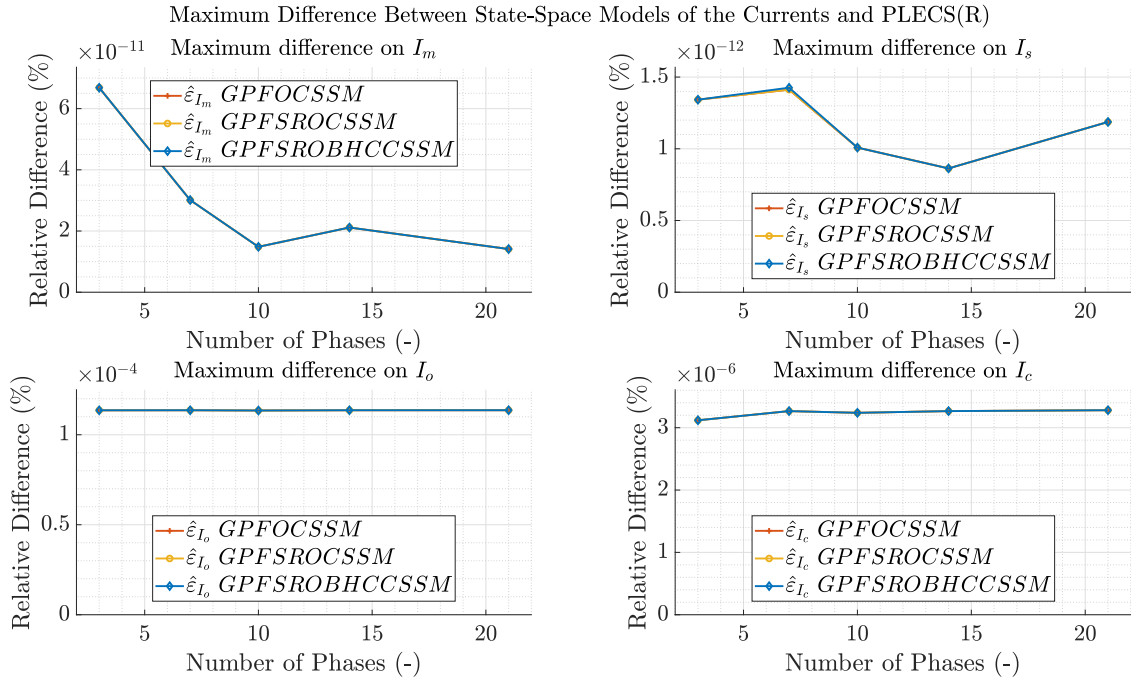 Maximum Difference Between State-Space Models of the Currents and PLECS(R)
×10⁻¹¹ Maximum difference on Iₘ
Relative Difference (%)
6
4
2
0
ε̂_{I_m} GPFOCSSM
ε̂_{I_m} GPFSROCSSM
ε̂_{I_m} GPFSROBHCCSSM
5 10 15 20
Number of Phases (-)
×10⁻¹² Maximum difference on Iₛ
Relative Difference (%)
1.5
1
0.5
0
ε̂_{I_s} GPFOCSSM
ε̂_{I_s} GPFSROCSSM
ε̂_{I_s} GPFSROBHCCSSM
5 10 15 20
Number of Phases (-)
×10⁻⁴ Maximum difference on I_o
Relative Difference (%)
1
0.5
0
ε̂_{I_o} GPFOCSSM
ε̂_{I_o} GPFSROCSSM
ε̂_{I_o} GPFSROBHCCSSM
5 10 15 20
Number of Phases (-)
×10⁻⁶ Maximum difference on I_c
Relative Difference (%)
3
2
1
0
ε̂_{I_c} GPFOCSSM
ε̂_{I_c} GPFSROCSSM
ε̂_{I_c} GPFSROBHCCSSM
5 10 15 20
Number of Phases (-)